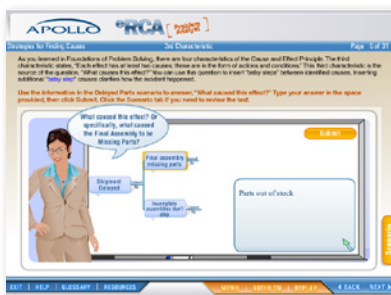 APOLLO eRCA [Problem Analyst]
Strategies for Finding Causes 3rd Characteristic Page 5 of 31
As you learned in Foundations of Problem Solving, there are four characteristics of the Cause and Effect Principle. The third
characteristic states, "Each effect has at least two causes, these are in the form of actions and conditions." This third characteristic is the
source of the question, "What causes this effect?" You can use this question to insert "baby steps" between identified causes. Inserting
additional "baby step" causes clarifies how the incident happened.
Use the information in the Delayed Parts scenario to answer, "What caused this effect?" Type your answer in the space
provided, then click Submit. Click the Scenario tab if you need to review the text.
What caused this effect? Or
specifically, what caused
the Final Assembly to be
Missing Parts?
Submit
Final assembly
missing parts
Shipment
Delayed
Parts out of stock
Incomplete
assemblies don't
ship
Scenario
EXIT | HELP | GLOSSARY | RESOURCES MENU | REPLAY BACK NEXT